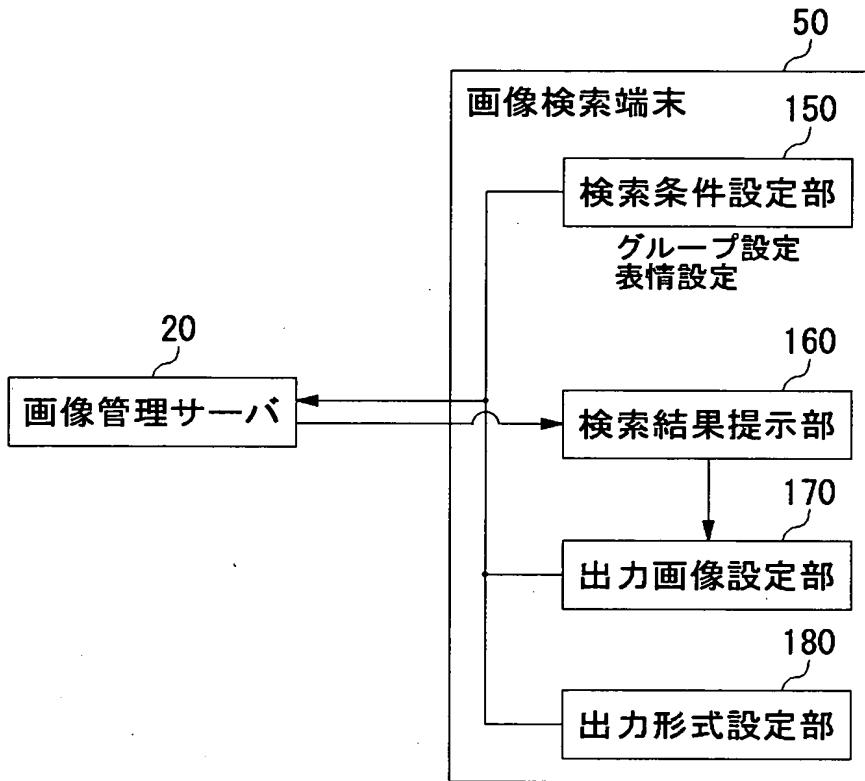 50
画像検索端末
150
検索条件設定部
グループ設定
表情設定
20
画像管理サーバ
160
検索結果提示部
170
出力画像設定部
180
出力形式設定部